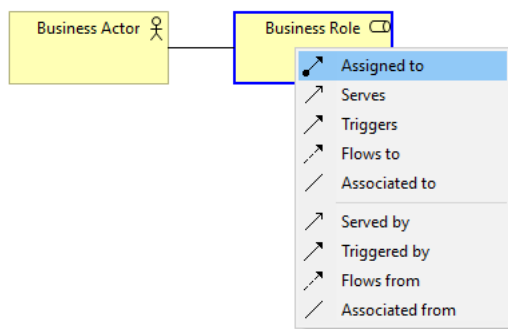 Business Actor
Business Role
Assigned to
Serves
Triggers
Flows to
Associated to
Served by
Triggered by
Flows from
Associated from